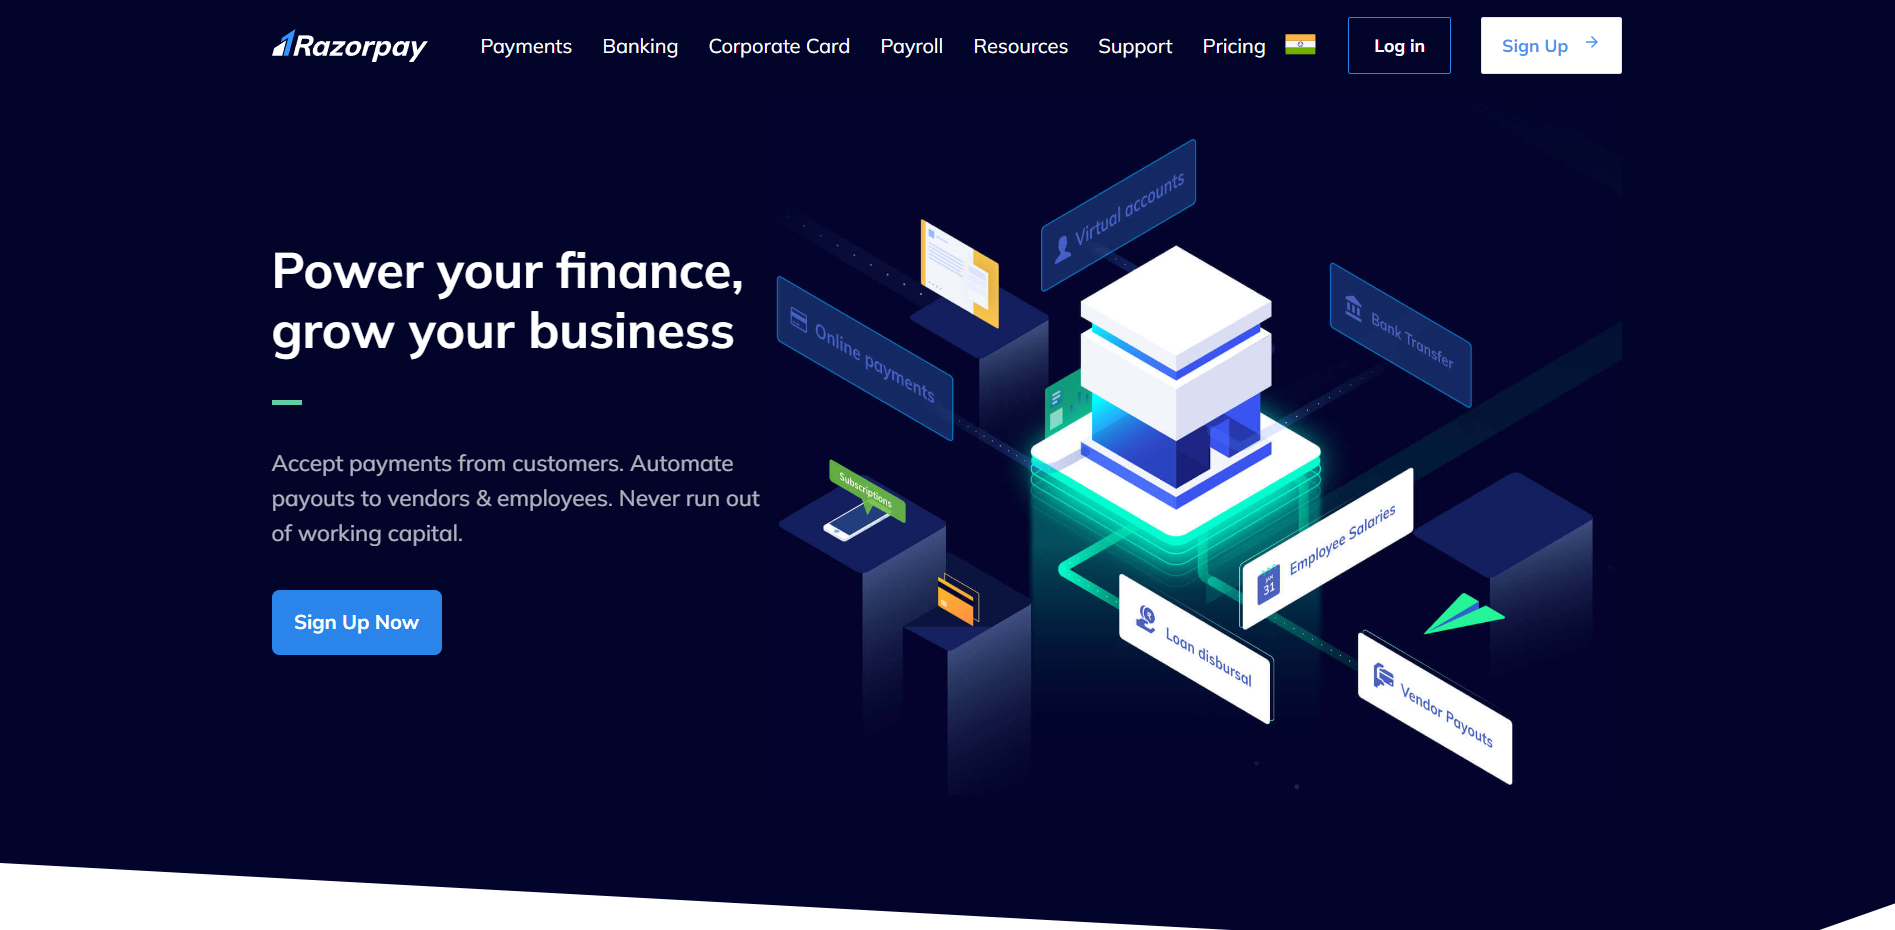 Razorpay
Payments
Banking
Corporate Card
Payroll
Resources
Support
Pricing
Log in
Sign Up
Power your finance,
grow your business
Accept payments from customers. Automate
payouts to vendors & employees. Never run out
of working capital.
Sign Up Now
Virtual accounts
Online payments
Bank Transfer
Subscriptions
Employee Salaries
JAN
31
Loan disbursal
Vendor Payouts